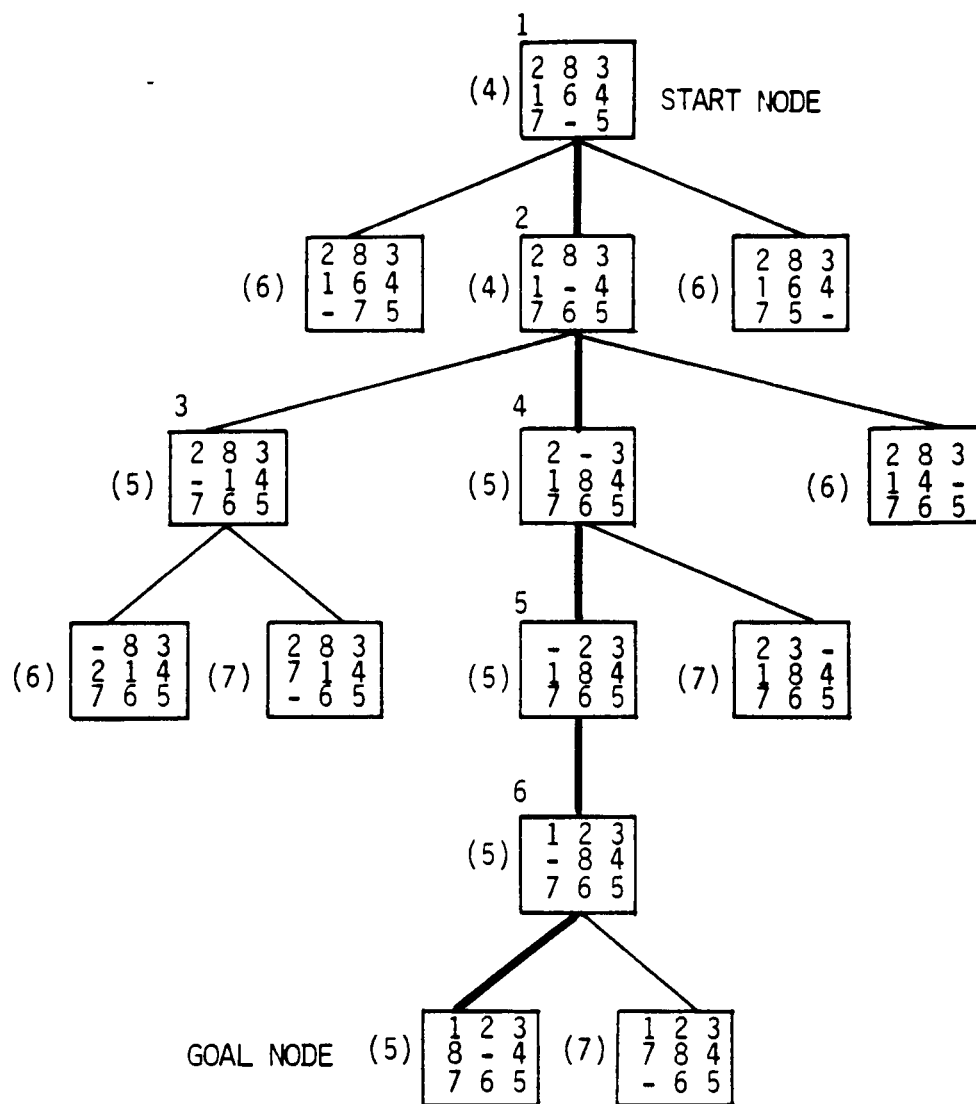 1
2 8 3
(4) 1 6 4 START NODE
7 - 5
2
2 8 3
(6) 1 6 4
- 7 5
2 8 3
(4) 1 - 4
7 6 5
2 8 3
(6) 1 6 4
7 5 -
3
2 8 3
(5) - 1 4
7 6 5
4
2 - 3
(5) 1 8 4
7 6 5
2 8 3
(6) 1 4 -
7 6 5
- 8 3
(6) 2 1 4
7 6 5
2 8 3
(7) 7 1 4
- 6 5
5
- 2 3
(5) 1 8 4
7 6 5
2 3 -
(7) 1 8 4
7 6 5
6
1 2 3
(5) - 8 4
7 6 5
1 2 3
GOAL NODE (5) 8 - 4
7 6 5
1 2 3
(7) 7 8 4
- 6 5